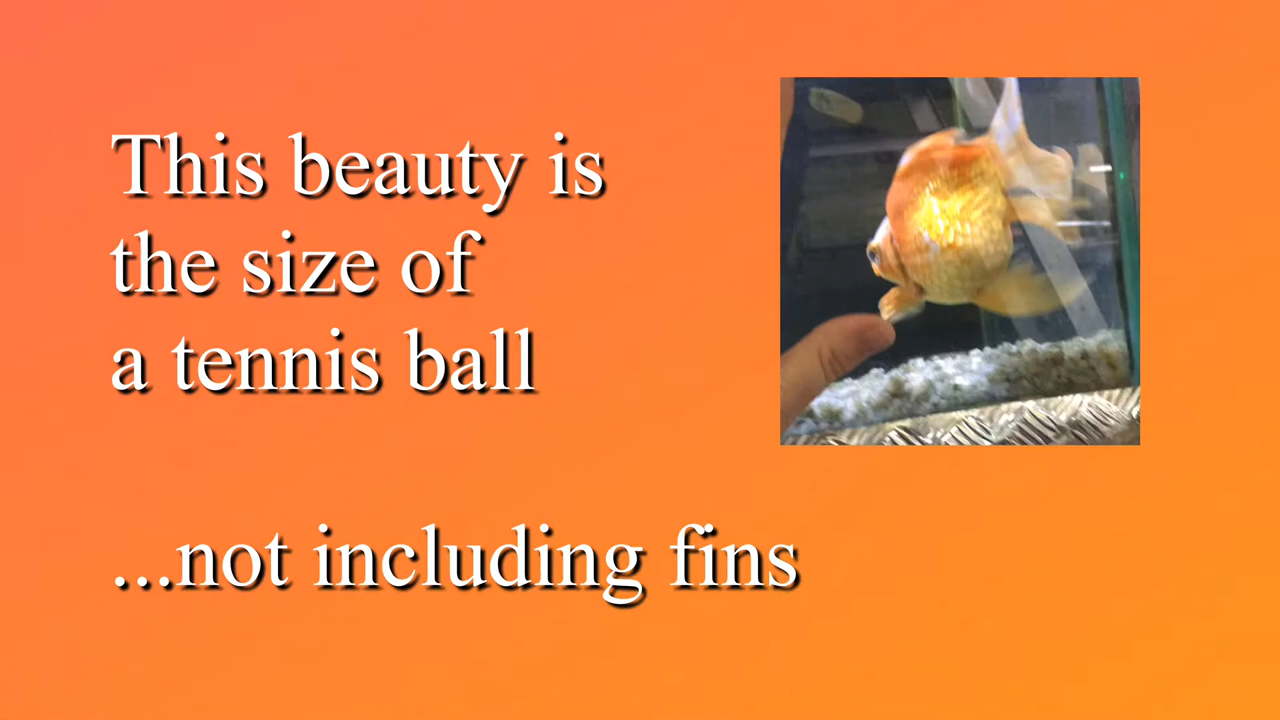 This beauty is
the size of
a tennis ball
...not including fins